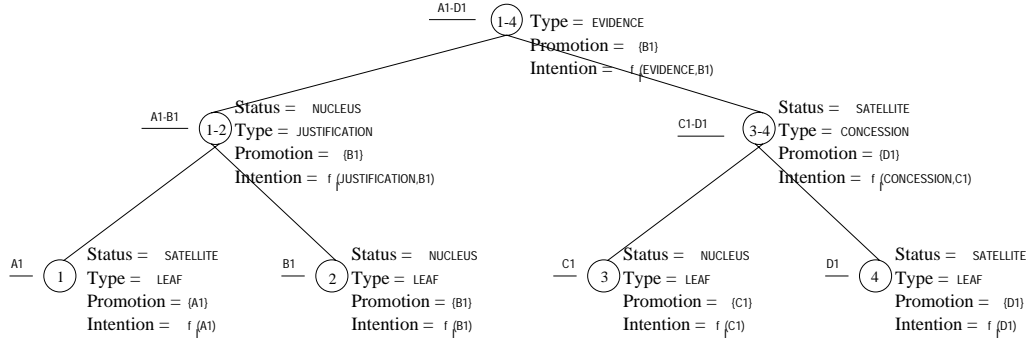 A1-D1
1-4
Type = EVIDENCE
Promotion = {B1}
Intention = f I(EVIDENCE,B1)
A1-B1
1-2
Status = NUCLEUS
Type = JUSTIFICATION
Promotion = {B1}
Intention = f I(JUSTIFICATION,B1)
C1-D1
3-4
Status = SATELLITE
Type = CONCESSION
Promotion = {D1}
Intention = f I(CONCESSION,C1)
A1
1
Status = SATELLITE
Type = LEAF
Promotion = {A1}
Intention = f I(A1)
B1
2
Status = NUCLEUS
Type = LEAF
Promotion = {B1}
Intention = f I(B1)
C1
3
Status = NUCLEUS
Type = LEAF
Promotion = {C1}
Intention = f I(C1)
D1
4
Status = SATELLITE
Type = LEAF
Promotion = {D1}
Intention = f I(D1)